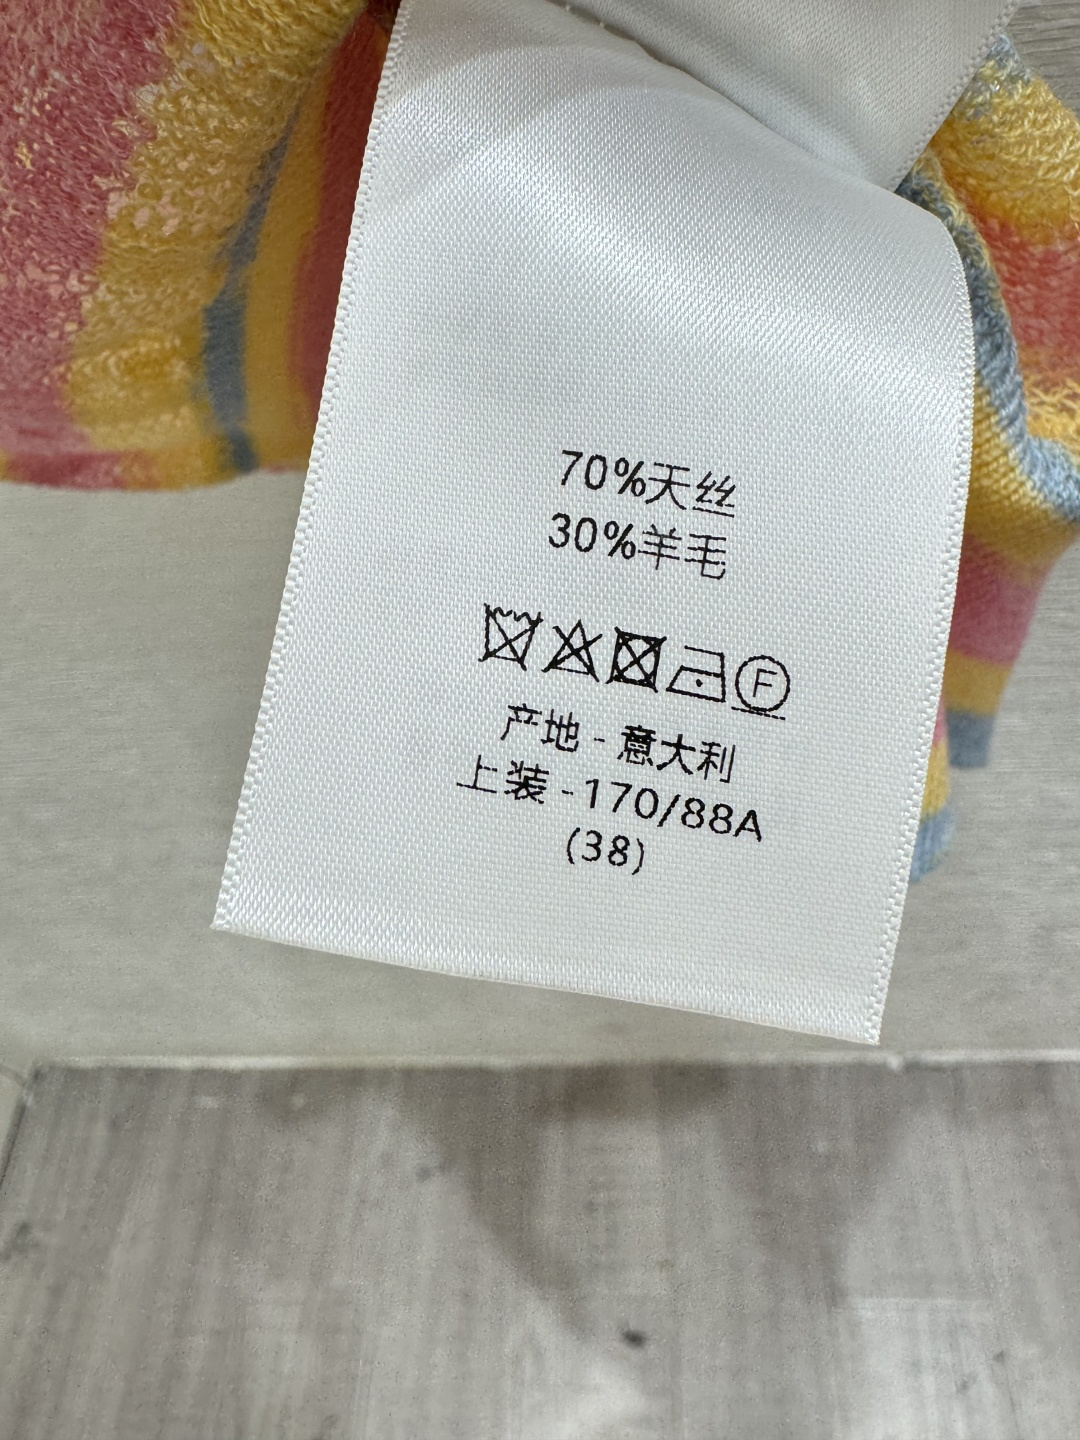 70%天丝
30%羊毛
F
产地 - 意大利
上装 -170/88A
(38)